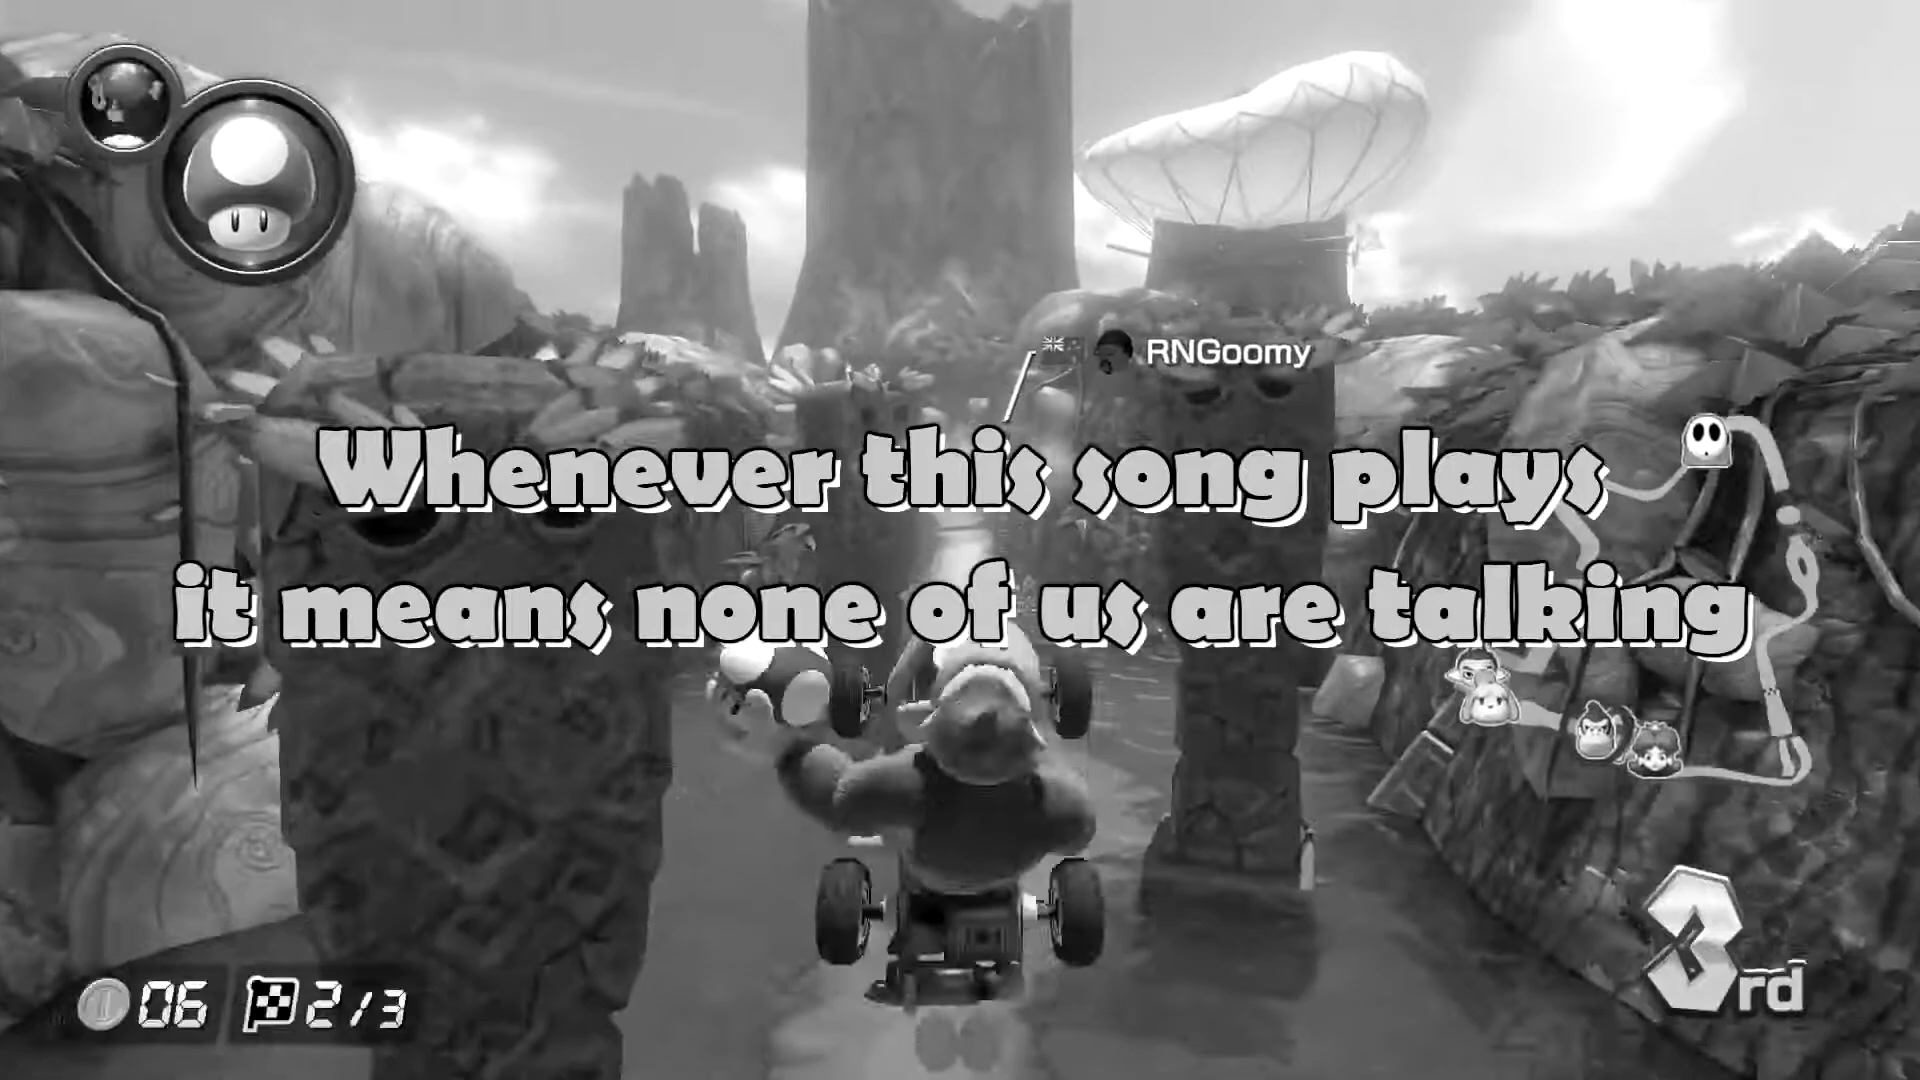 RNGoomy
Whenever this song plays
it means none of us are talking
06 2/3
3rd